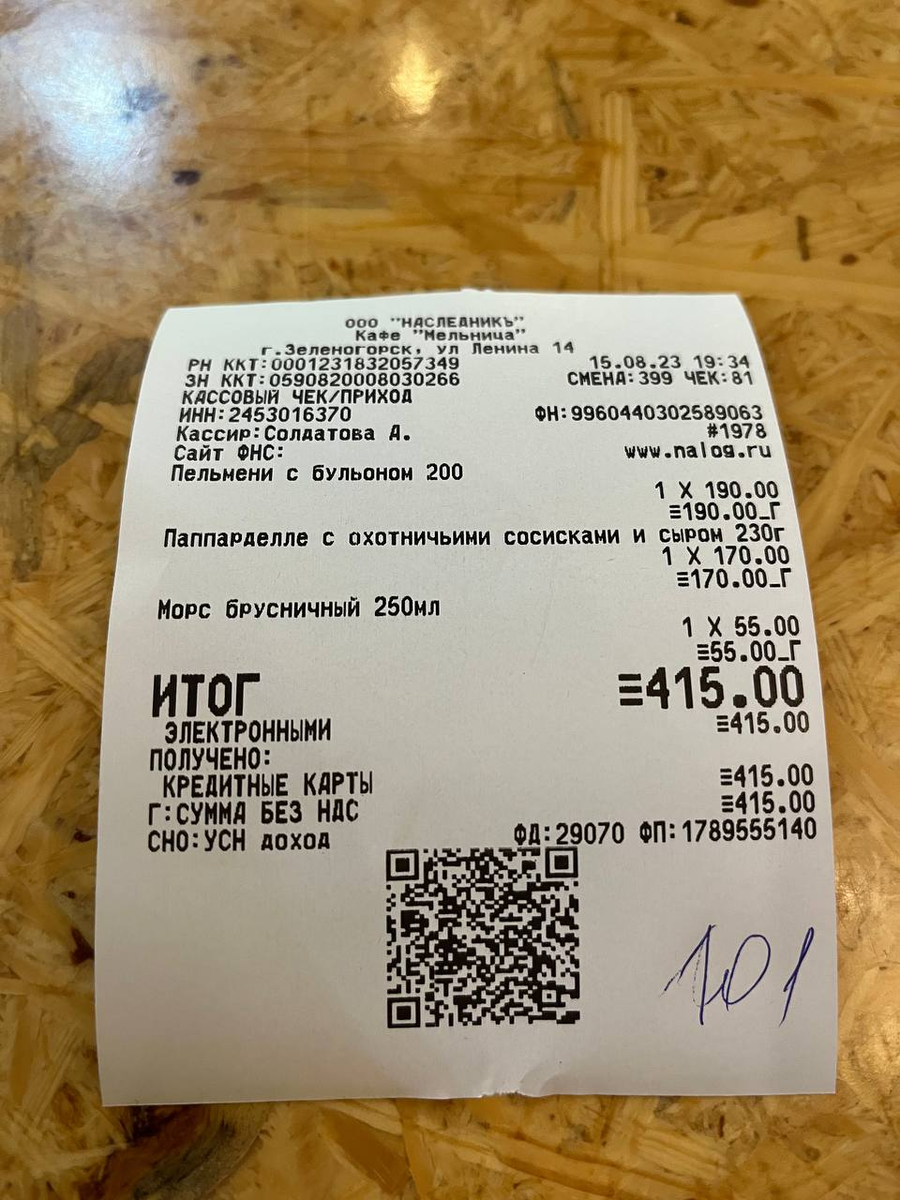 ООО "НАСЛЕДНИКЪ"
Кафе "Мельница"
г.Зеленогорск, ул Ленина 14
РН ККТ:0001231832057349 15.08.23 19:34
ЗН ККТ:0590820008030266 СМЕНА:399 ЧЕК:81
КАССОВЫЙ ЧЕК/ПРИХОД
ИНН:2453016370 ФН:9960440302589063
Кассир:Солдатова А. #1978
Сайт ФНС: www.nalog.ru
Пельмени с бульоном 200
1 X 190.00
≡190.00_Г
Паппарделле с охотничьими сосисками и сыром 230г
1 X 170.00
≡170.00_Г
Морс брусничный 250мл
1 X 55.00
≡55.00_Г
ИТОГ ≡415.00
ЭЛЕКТРОННЫМИ ≡415.00
ПОЛУЧЕНО:
КРЕДИТНЫЕ КАРТЫ ≡415.00
Г:СУММА БЕЗ НДС ≡415.00
СНО:УСН доход ФД:29070 ФП:1789555140
101